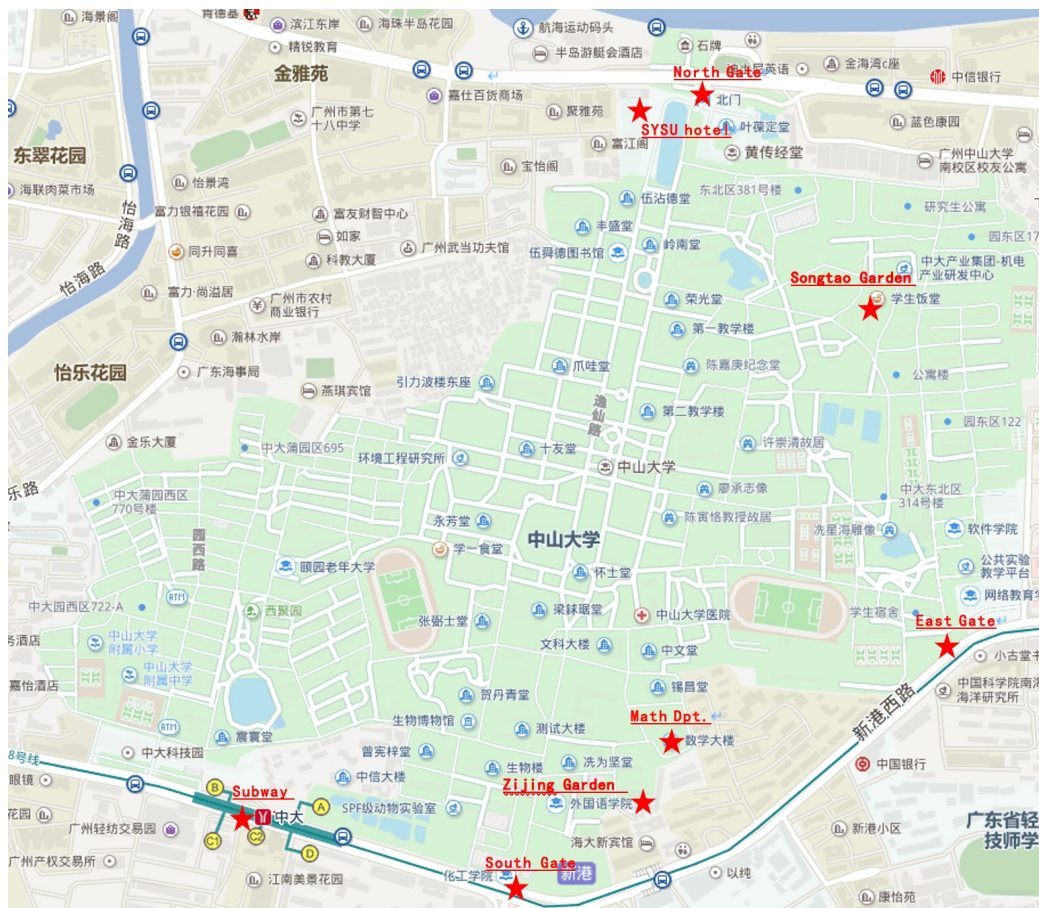 海景阁
肯德基
滨江东岸
海珠半岛花园
航海运动码头
精锐教育
半岛游艇会酒店
石牌
金海湾c座
金雅苑
North Gate
中信银行
嘉仕百货商场
聚雅苑
北门
广州市第七
十八中学
SYSU hotel
叶葆定堂
蓝色康园
东翠花园
富江阁
黄传经堂
广州中山大学
南校区校友公寓
宝怡阁
海联肉菜市场
怡景湾
伍沾德堂
东北区381号楼
研究生公寓
怡海路
富力银禧花园
富友财智中心
丰盛堂
岭南堂
园东区17
如家
广州武当功夫馆
伍舜德图书馆
同升同喜
科教大厦
中大产业集团-机电
产业研发中心
怡海路
Songtao Garden
富力·尚溢居
广州市农村
商业银行
荣光堂
学生饭堂
瀚林水岸
第一教学楼
怡乐花园
广东海事局
引力波楼东座
爪哇堂
陈嘉庚纪念堂
公寓楼
燕琪宾馆
逸仙路
第二教学楼
园东区122
金乐大厦
中大蒲园区695
十友堂
许崇清故居
环境工程研究所
中山大学
乐路
中大蒲园西区
770号楼
廖承志像
中大东北区
314号楼
永芳堂
陈寅恪教授故居
冼星海雕像
软件学院
园西路
学一食堂
中山大学
颐园老年大学
怀士堂
公共实验
教学平台
网络教育学
中大园西区722-A
西聚园
梁銶琚堂
中山大学医院
学生宿舍
张弼士堂
East Gate
务酒店
中山大学
附属小学
文科大楼
中文堂
小古堂书
中山大学
附属中学
嘉怡酒店
贺丹青堂
锡昌堂
中国科学院南海
海洋研究所
生物博物馆
Math Dpt.
新港西路
震寰堂
测试大楼
数学大楼
中大科技园
曾宪梓堂
8号线
中信大楼
生物楼
冼为坚堂
中国银行
眼镜
B
Subway
A
Zijing Garden
花园
中大
SPF级动物实验室
外国语学院
广州轻纺交易园
C1
C2
海大新宾馆
新港小区
广东省轻
技师学
D
广州产权交易所
South Gate
江南美景花园
化工学院
新港
以纯
康怡苑
ATM
ATM